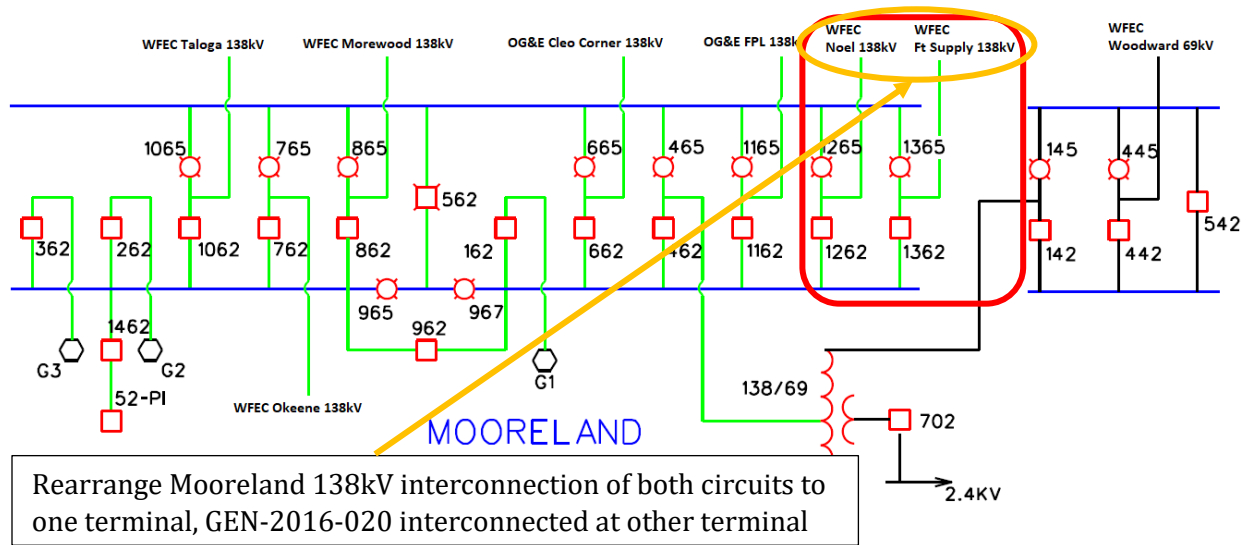 WFEC Taloga 138kV
WFEC Morewood 138kV
OG&E Cleo Corner 138kV
OG&E FPL 138k
WFEC
Noel 138kV
WFEC
Ft Supply 138kV
WFEC
Woodward 69kV
1065
765
865
665
465
1165
1265
1365
145
445
562
362
262
1062
762
862
162
662
462
1162
1262
1362
142
442
542
965
967
962
1462
G3
G2
G1
52-PI
WFEC Okeene 138kV
138/69
702
2.4KV
MOORELAND
Rearrange Mooreland 138kV interconnection of both circuits to
one terminal, GEN-2016-020 interconnected at other terminal